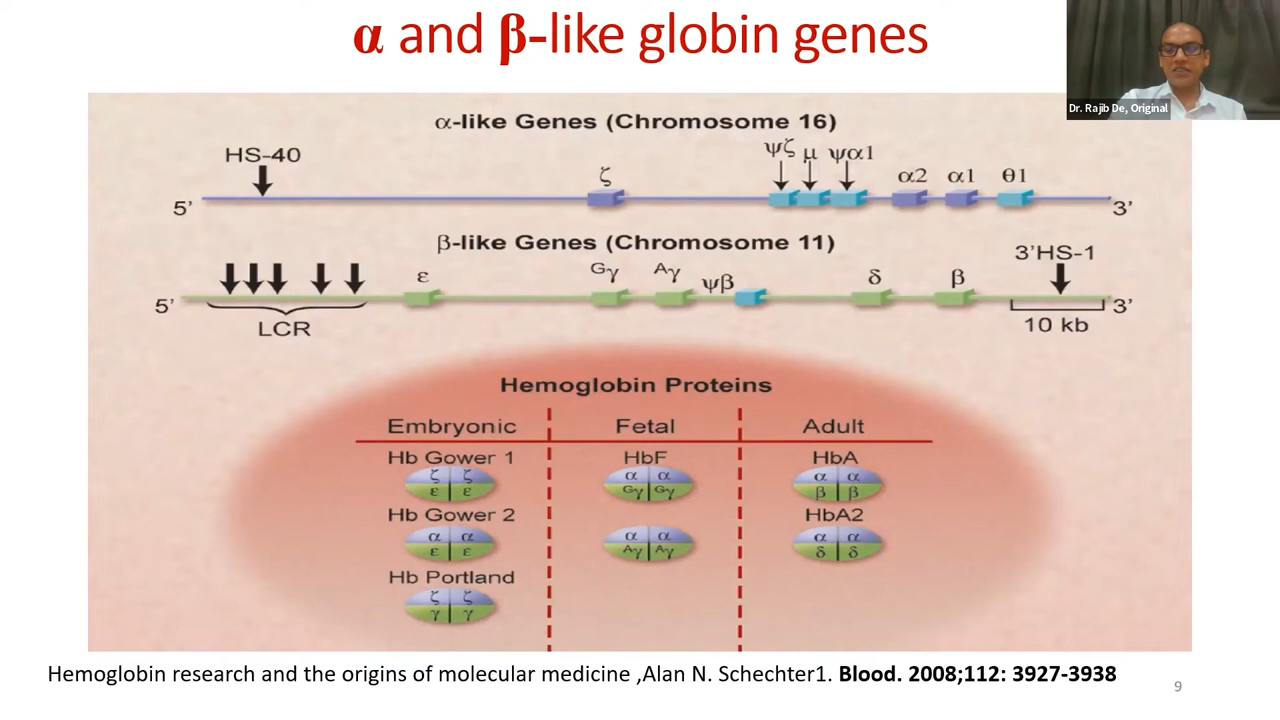 α and β-like globin genes
Dr. Rajib De, Original
α-like Genes (Chromosome 16)
HS-40
ζ
ψζ
μ
ψα1
α2
α1
θ1
5’
3’
β-like Genes (Chromosome 11)
ε
Gγ
Aγ
ψβ
δ
β
3’HS-1
5’
3’
LCR
10 kb
Hemoglobin Proteins
Embryonic
Fetal
Adult
Hb Gower 1
HbF
HbA
ζ ζ
α α
α α
ε ε
Gγ Gγ
β β
Hb Gower 2
HbA2
α α
α α
α α
ε ε
Aγ Aγ
δ δ
Hb Portland
ζ ζ
γ γ
Hemoglobin research and the origins of molecular medicine ,Alan N. Schechter1. Blood. 2008;112: 3927-3938
9